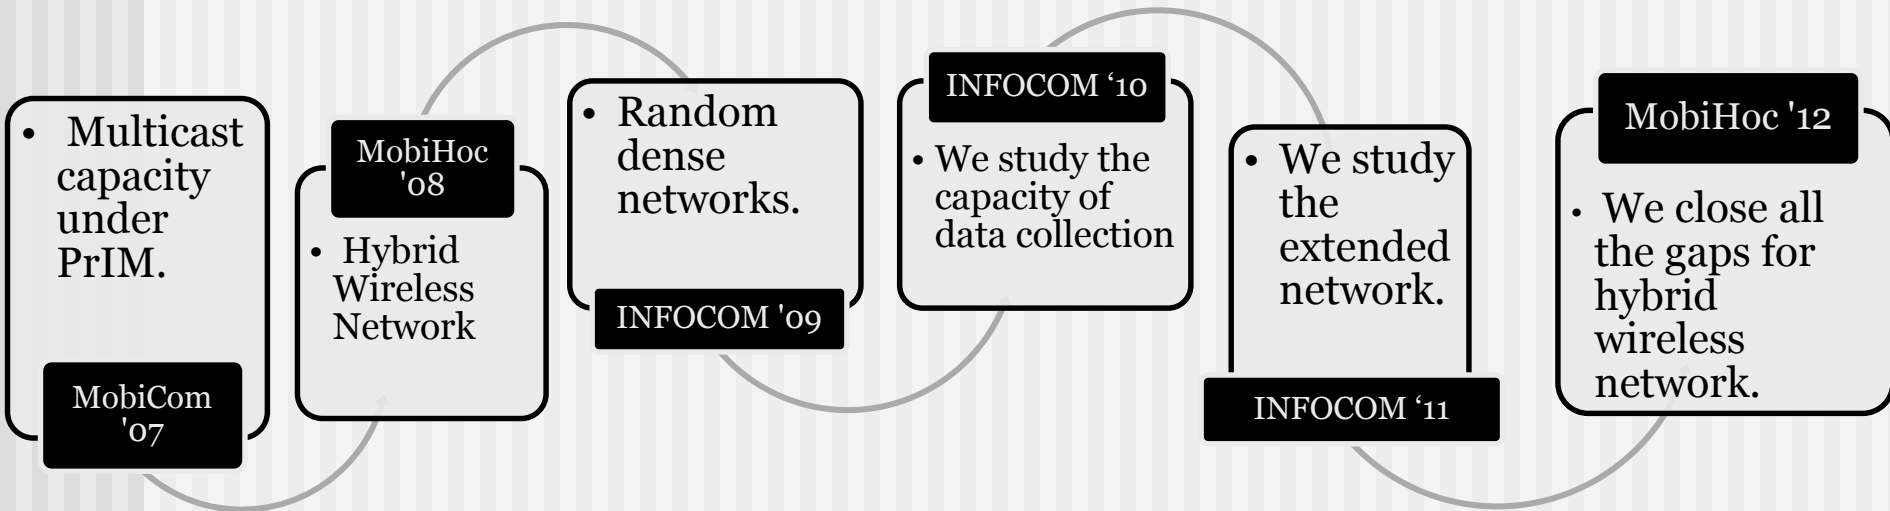 • Multicast
capacity
under
PrIM.
MobiCom
'07
MobiHoc
'08
• Hybrid
Wireless
Network
• Random
dense
networks.
INFOCOM '09
INFOCOM ‘10
• We study the
capacity of
data collection
• We study
the
extended
network.
INFOCOM ‘11
MobiHoc '12
• We close all
the gaps for
hybrid
wireless
network.